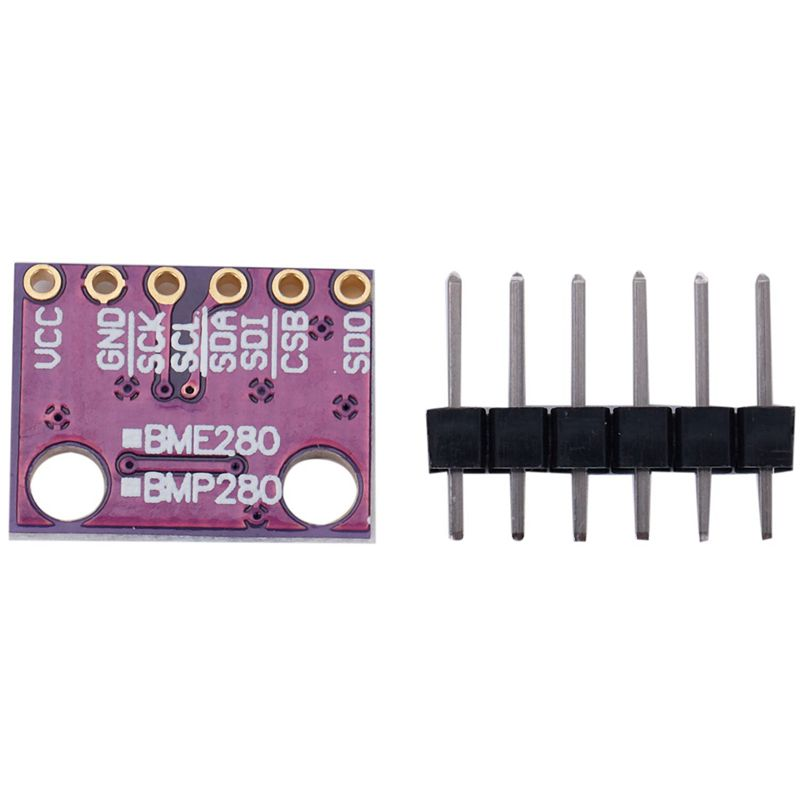 VCC
GND
SCK
SCL
SDA
SDI
CSB
SDO
BME280
BMP280